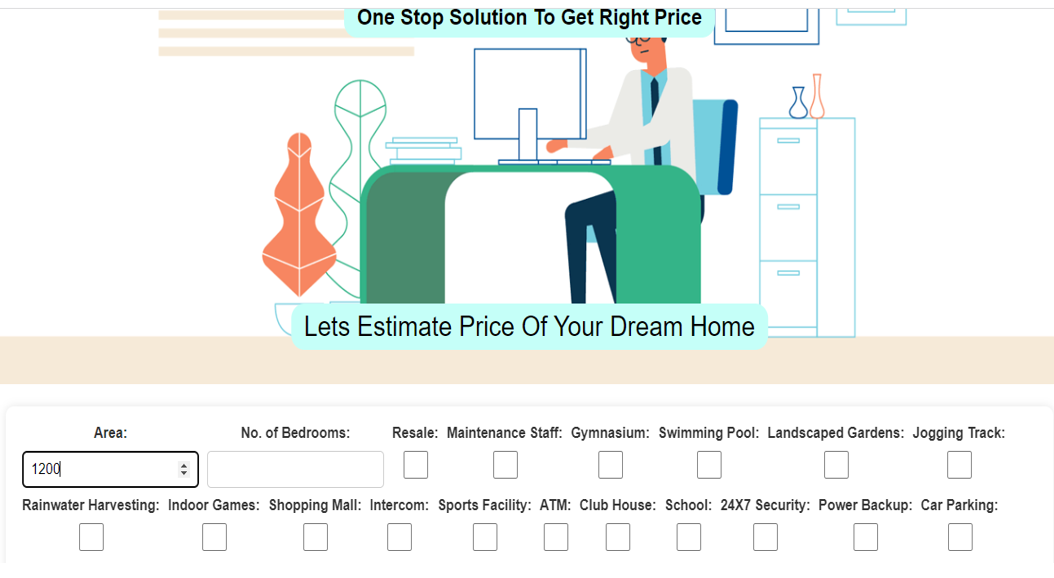 One Stop Solution To Get Right Price
Lets Estimate Price Of Your Dream Home
Area: No. of Bedrooms: Resale: Maintenance Staff: Gymnasium: Swimming Pool: Landscaped Gardens: Jogging Track:
1200
Rainwater Harvesting: Indoor Games: Shopping Mall: Intercom: Sports Facility: ATM: Club House: School: 24X7 Security: Power Backup: Car Parking: